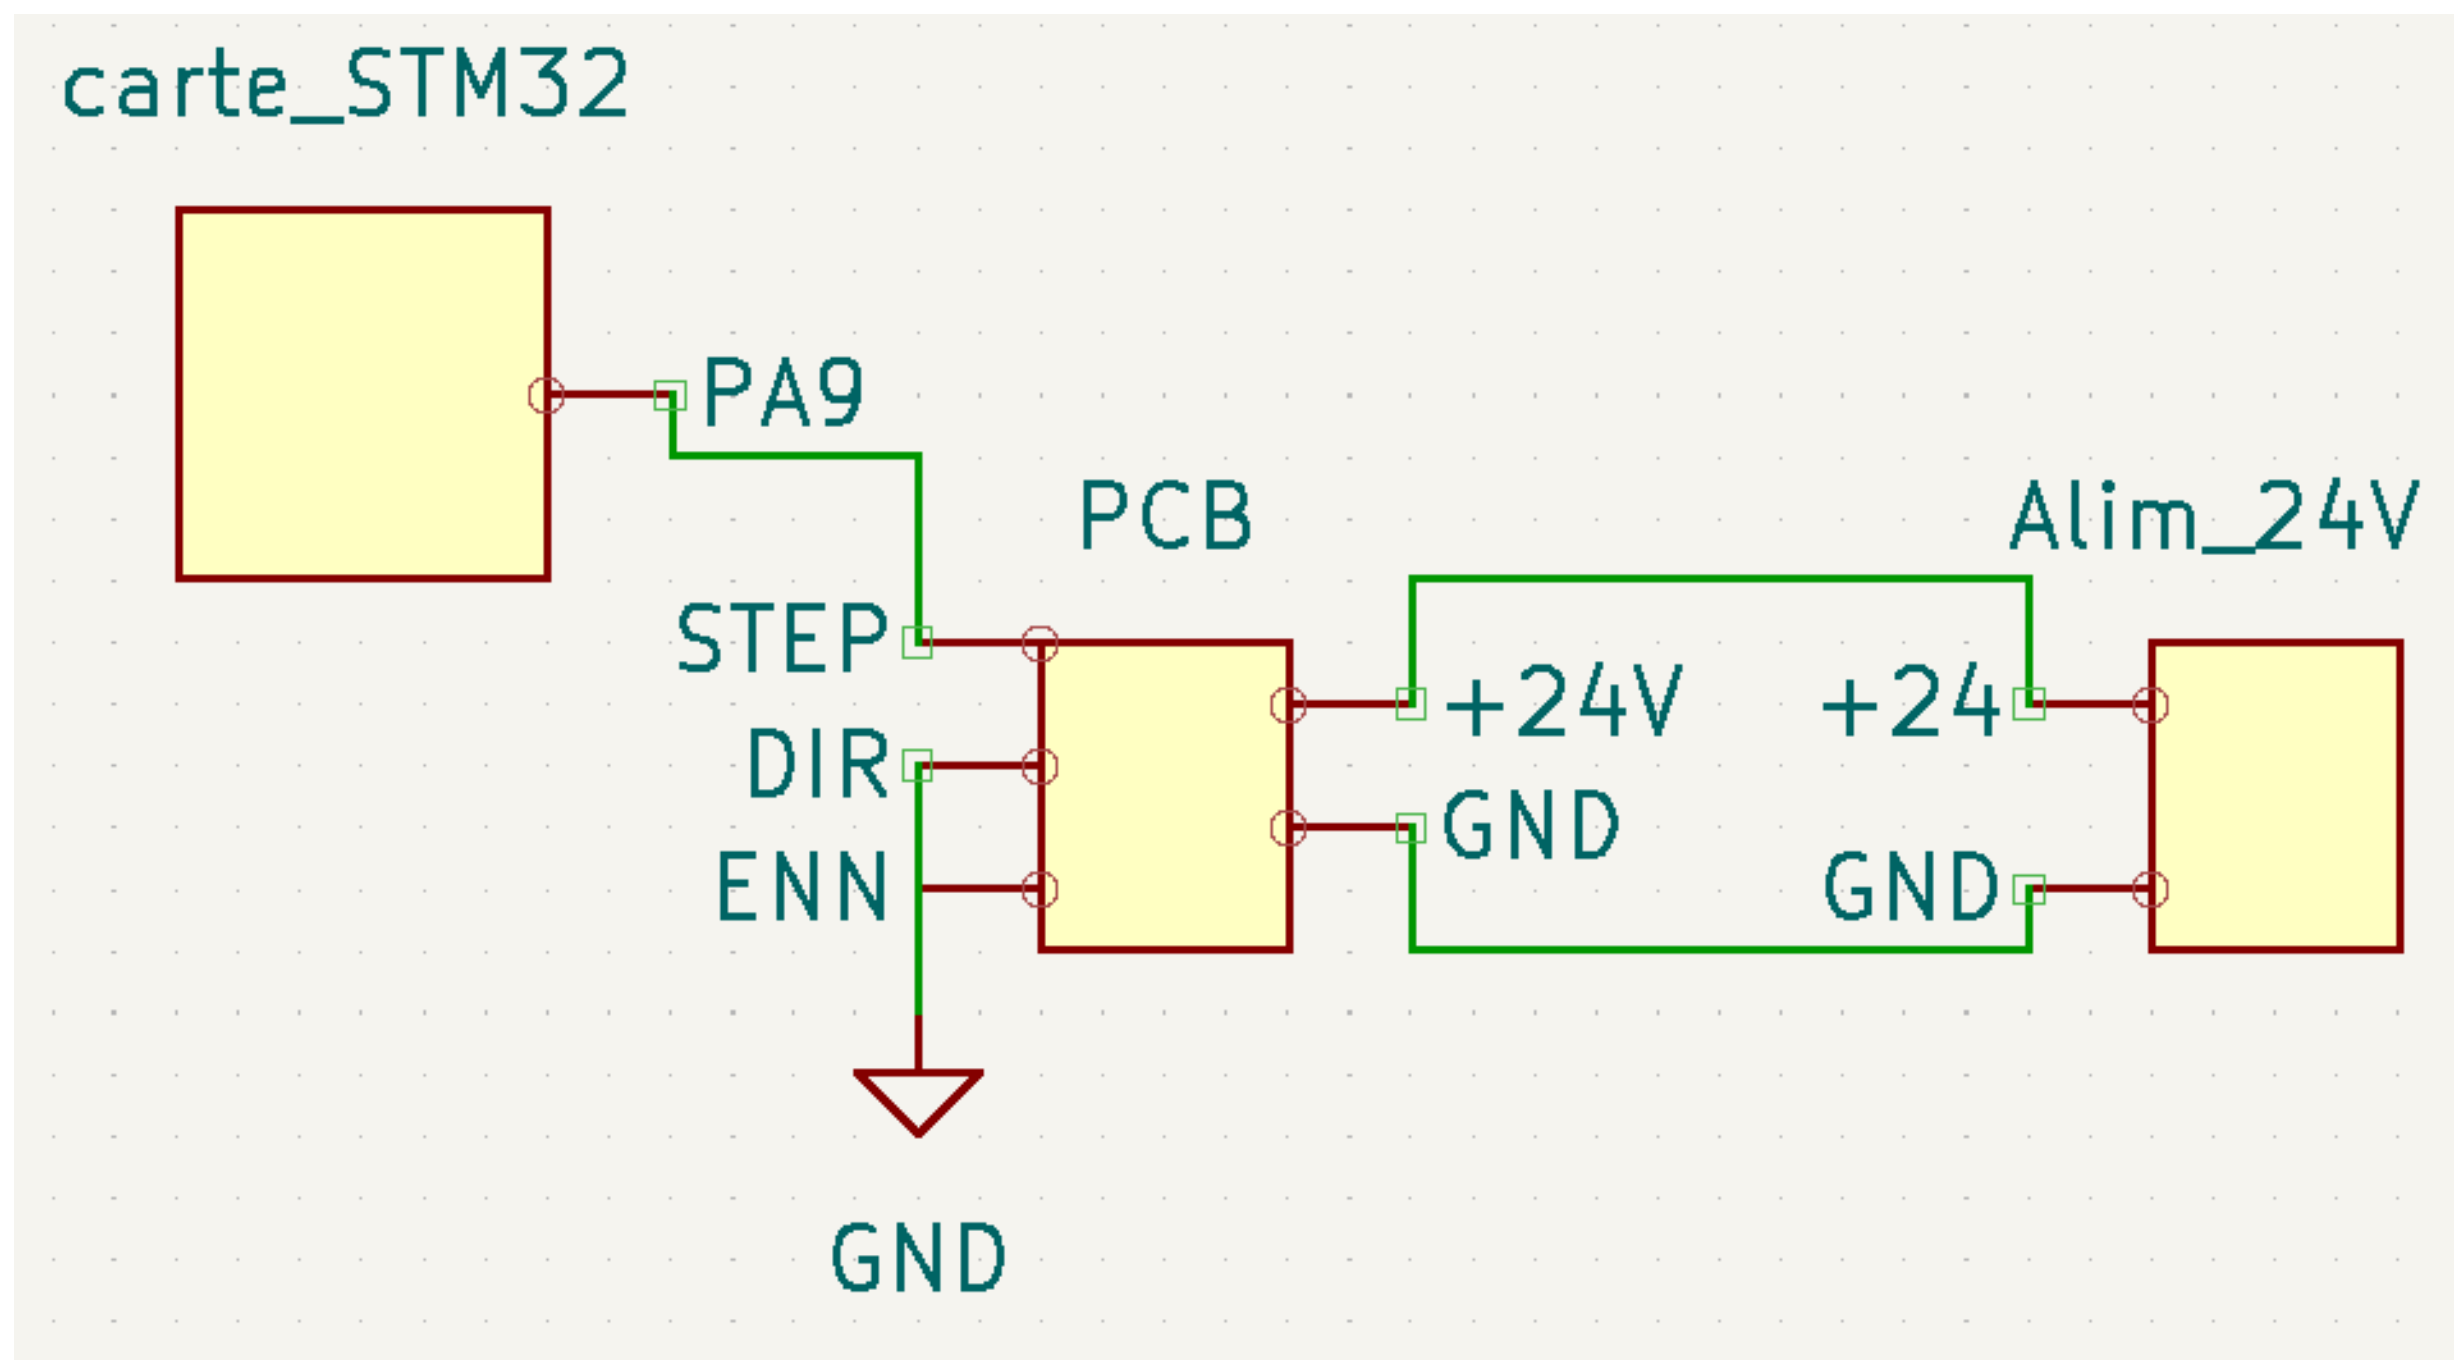 carte_STM32
PA9
PCB
Alim_24V
STEP
+24V
+24
DIR
GND
ENN
GND
GND